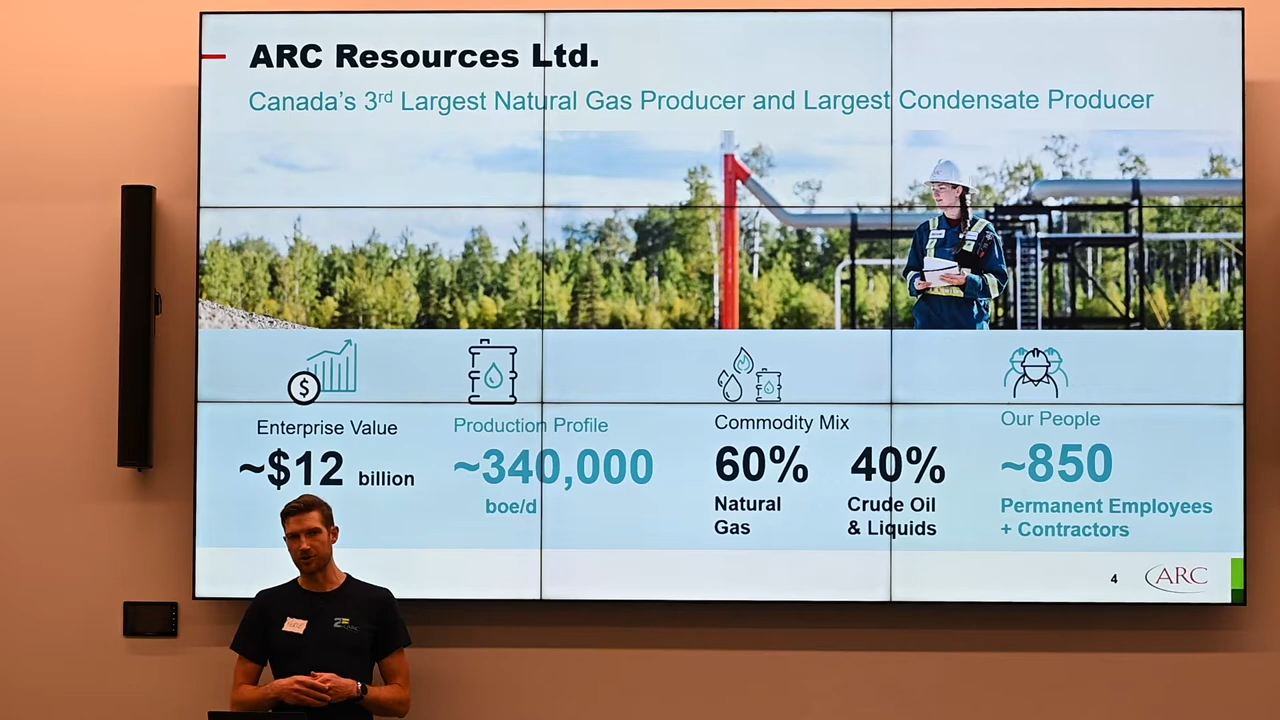 ARC Resources Ltd.
Canada's 3rd Largest Natural Gas Producer and Largest Condensate Producer
Enterprise Value
~$12 billion
Production Profile
~340,000
boe/d
Commodity Mix
60%
Natural
Gas
40%
Crude Oil
& Liquids
Our People
~850
Permanent Employees
+ Contractors
4
ARC